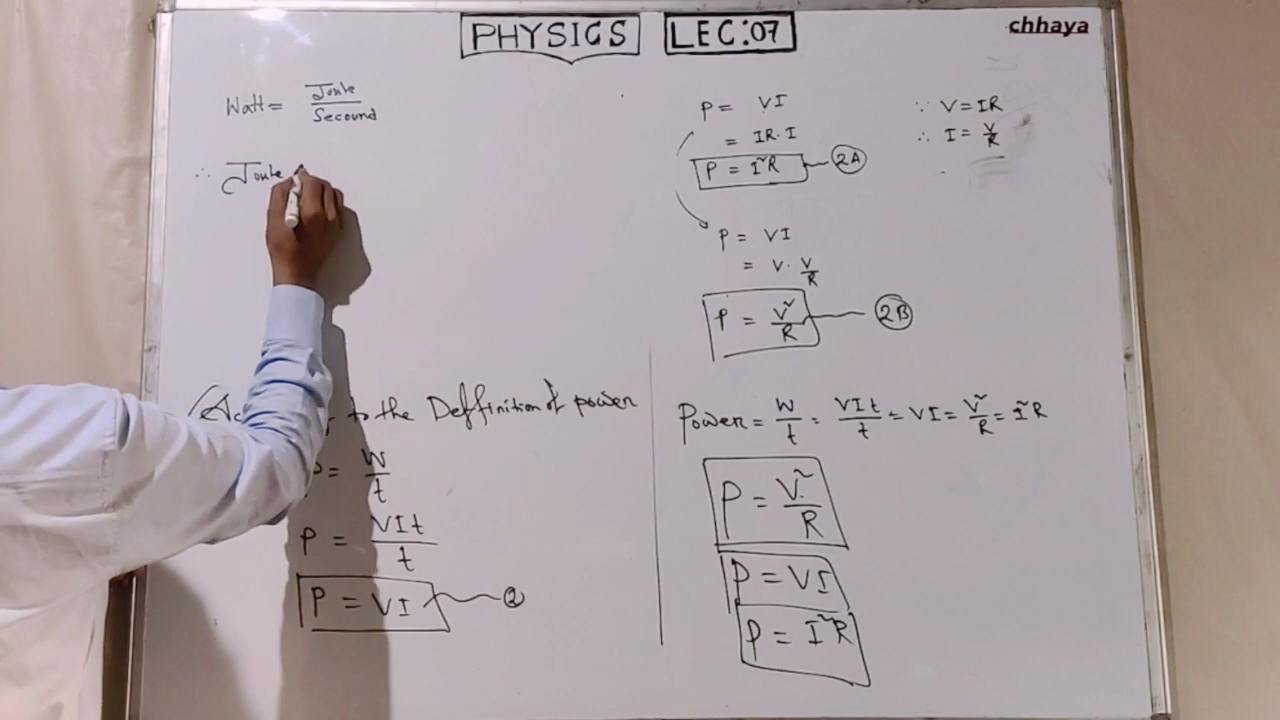 PHYSICS LEC:07
chhaya
Watt = Joule / Secound
∴ Joule
P = VI
= IR·I
P = I²R 2A
∵ V = IR
∴ I = V/R
P = VI
= V· V/R
P = V²/R 2B
to the Deffinition of power
P = W/t
P = VIt/t
P = VI 2
Power = W/t = VIt/t = VI = V²/R = I²R
P = V²/R
P = VI
P = I²R